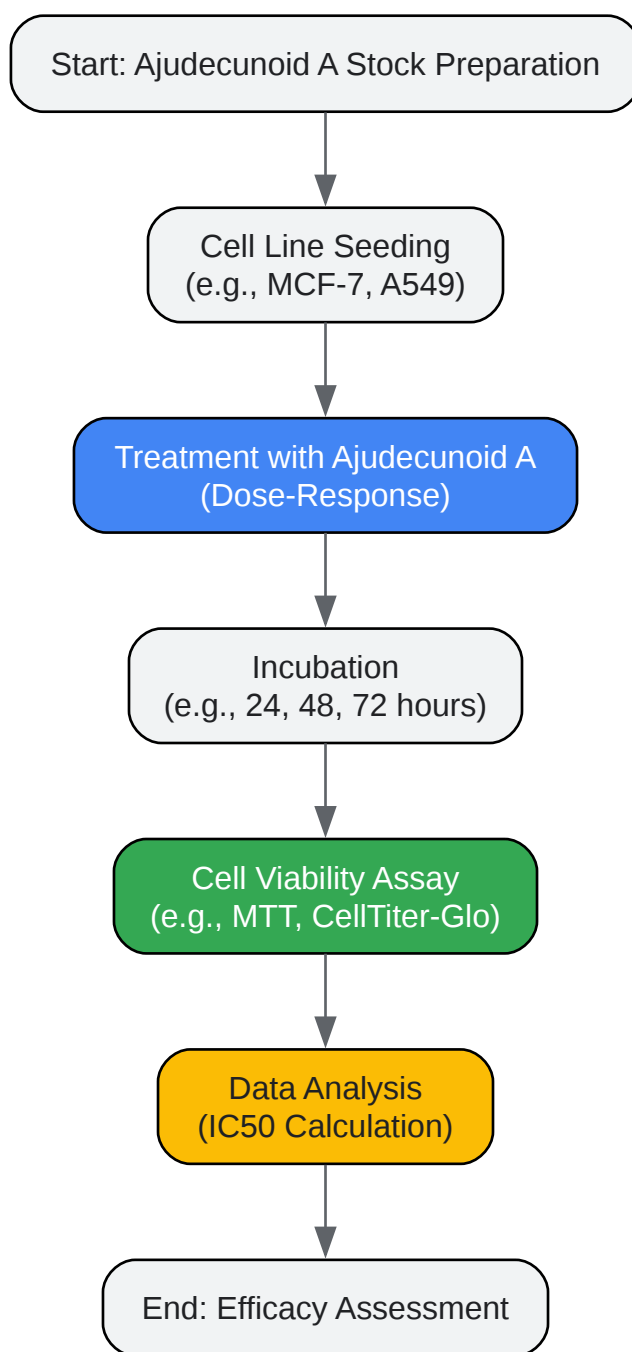 Start: Ajudecunoid A Stock Preparation
Cell Line Seeding
(e.g., MCF-7, A549)
Treatment with Ajudecunoid A
(Dose-Response)
Incubation
(e.g., 24, 48, 72 hours)
Cell Viability Assay
(e.g., MTT, CellTiter-Glo)
Data Analysis
(IC50 Calculation)
End: Efficacy Assessment